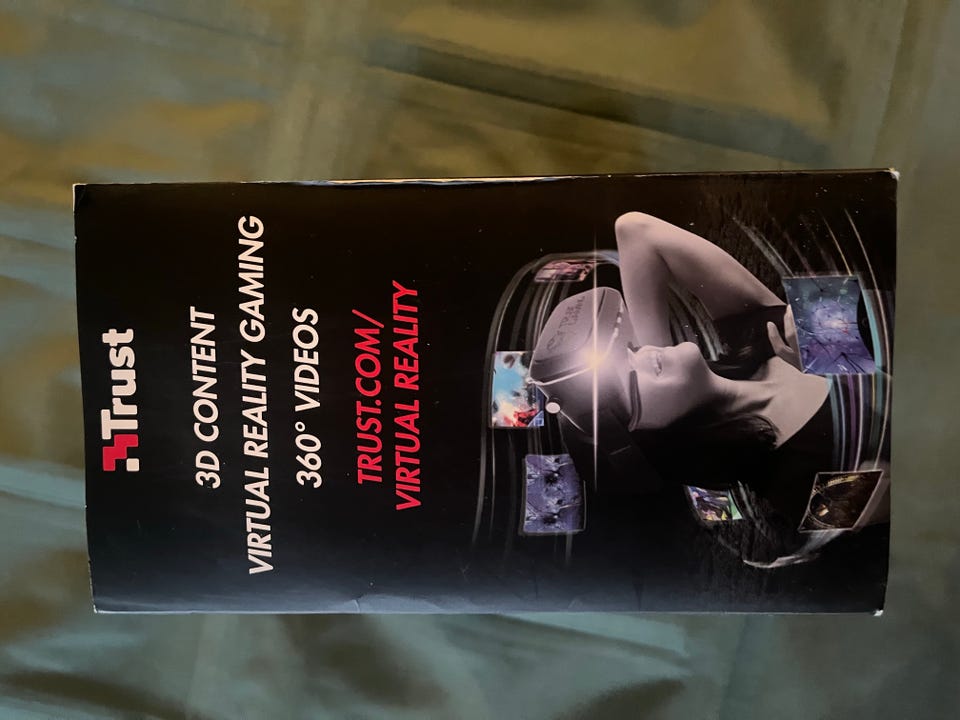 Trust
3D CONTENT
VIRTUAL REALITY GAMING
360° VIDEOS
TRUST.COM/
VIRTUAL REALITY